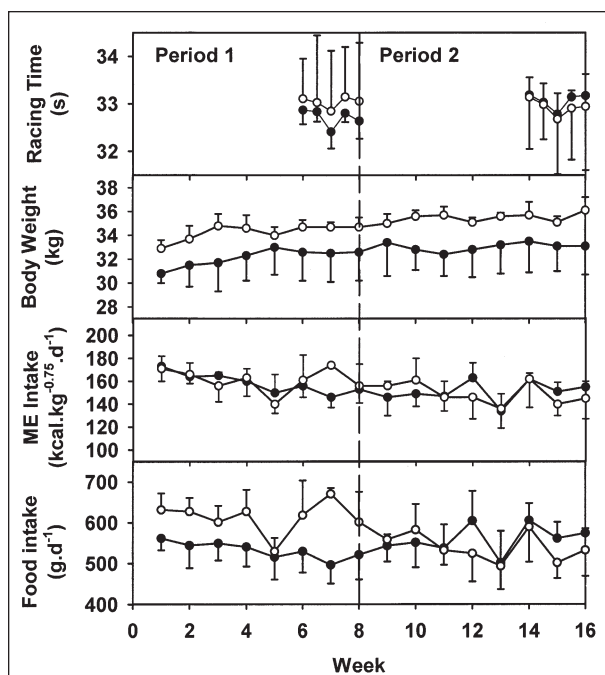 Period 1
Period 2
Racing Time
(s)
34
33
32
Body Weight
(kg)
38
36
34
32
30
28
ME Intake
(kcal.kg⁻⁰·⁷⁵.d⁻¹)
200
180
160
140
120
100
Food intake
(g.d⁻¹)
700
600
500
400
0
2
4
6
8
10
12
14
16
Week